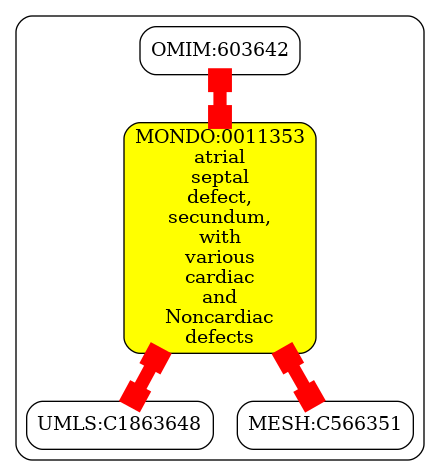 OMIM:603642
MONDO:0011353
atrial
septal
defect,
secundum,
with
various
cardiac
and
Noncardiac
defects
UMLS:C1863648
MESH:C566351